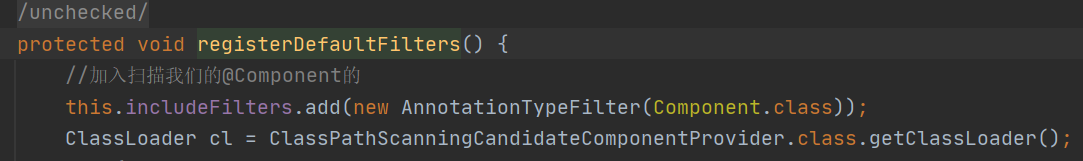 /unchecked/
protected void registerDefaultFilters() {
//加入扫描我们的@Component的
this.includeFilters.add(new AnnotationTypeFilter(Component.class));
ClassLoader cl = ClassPathScanningCandidateComponentProvider.class.getClassLoader();